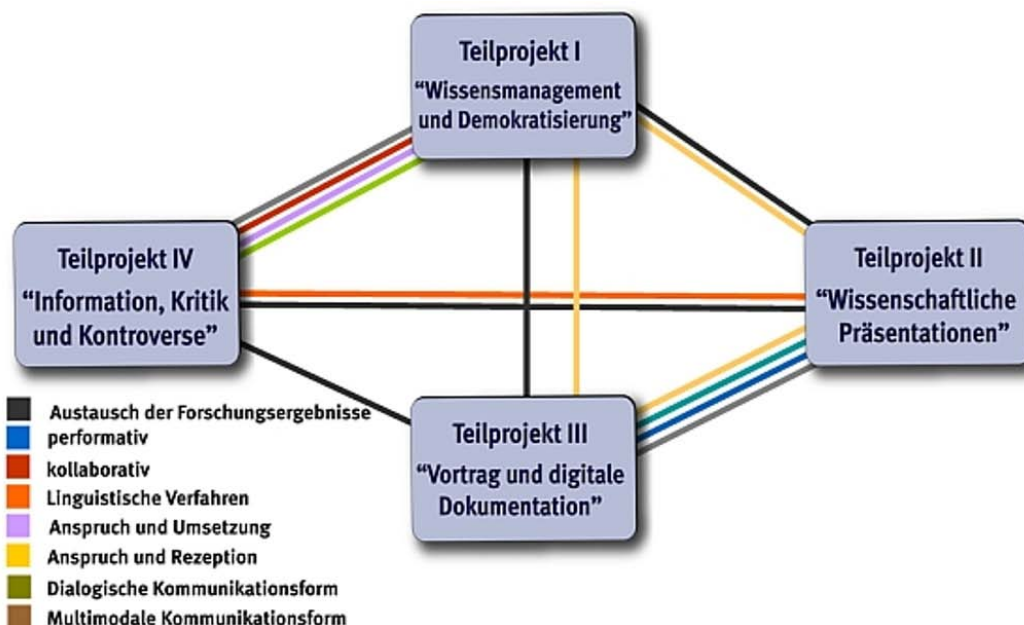 Teilprojekt I
“Wissensmanagement
und Demokratisierung”
Teilprojekt IV
“Information, Kritik
und Kontroverse”
Teilprojekt II
“Wissenschaftliche
Präsentationen”
Teilprojekt III
“Vortrag und digitale
Dokumentation”
Austausch der Forschungsergebnisse
performativ
kollaborativ
Linguistische Verfahren
Anspruch und Umsetzung
Anspruch und Rezeption
Dialogische Kommunikationsform
Multimodale Kommunikationsform